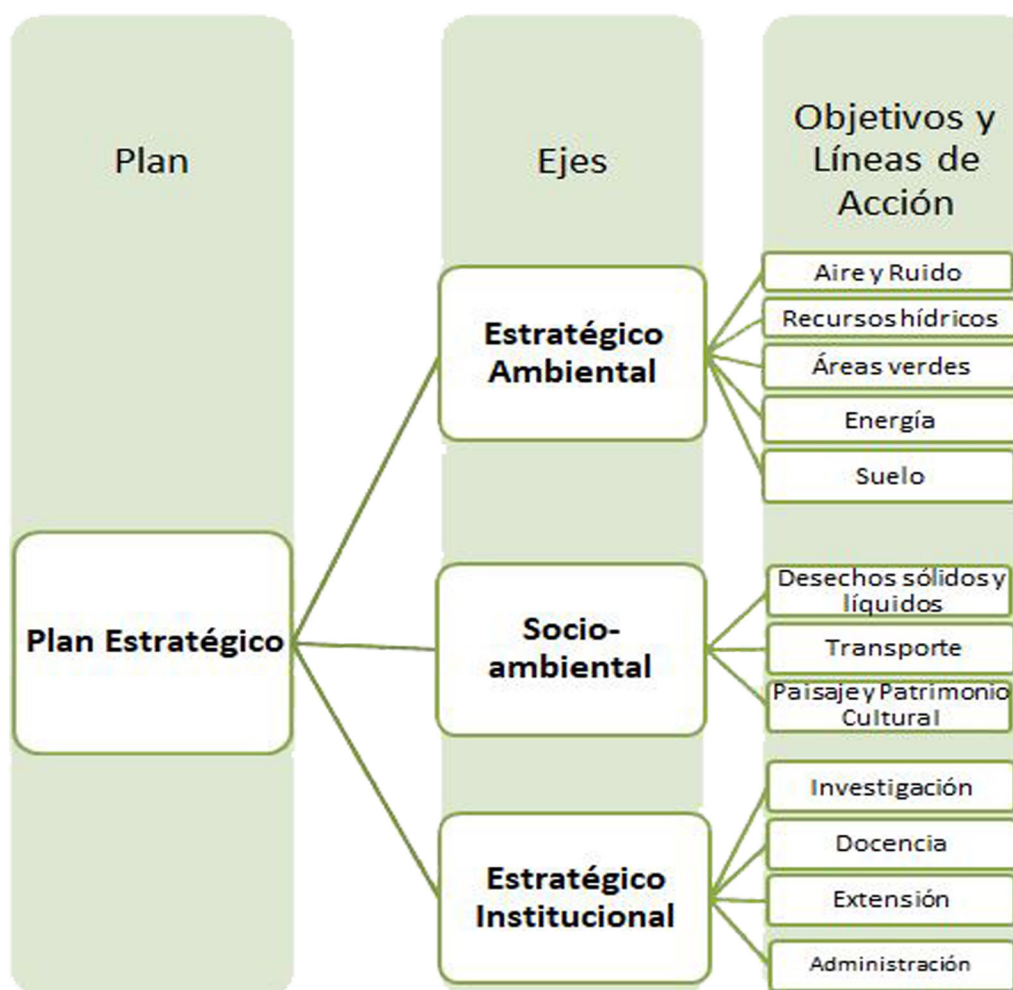 Plan
Ejes
Objetivos y
Líneas de
Acción
Plan Estratégico
Estratégico
Ambiental
Aire y Ruido
Recursos hídricos
Áreas verdes
Energía
Suelo
Socio-
ambiental
Desechos sólidos y
líquidos
Transporte
Paisaje y Patrimonio
Cultural
Estratégico
Institucional
Investigación
Docencia
Extensión
Administración